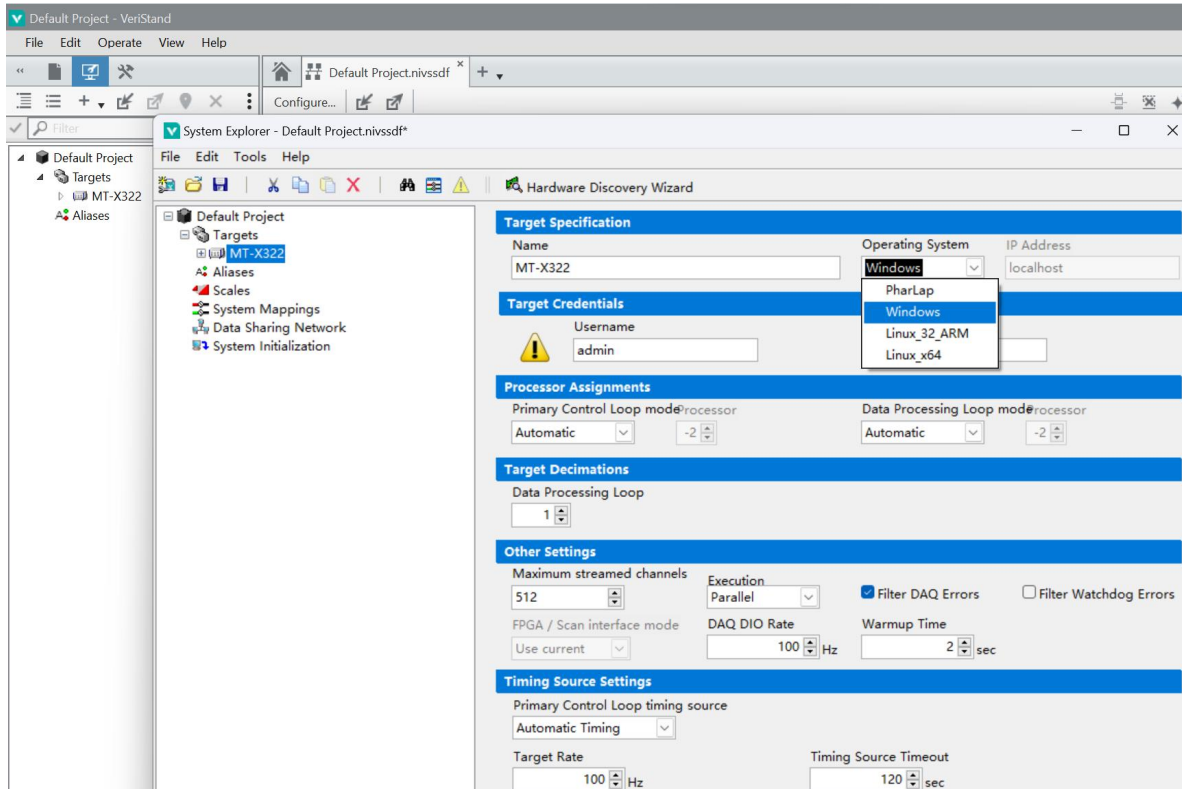 Default Project - VeriStand
File Edit Operate View Help
Default Project.nivssdf
Configure...
Filter
Default Project
Targets
MT-X322
Aliases
System Explorer - Default Project.nivssdf*
File Edit Tools Help
Hardware Discovery Wizard
Default Project
Targets
MT-X322
Aliases
Scales
System Mappings
Data Sharing Network
System Initialization
Target Specification
Name Operating System IP Address
MT-X322 Windows localhost
PharLap
Windows
Linux_32_ARM
Linux_x64
Target Credentials
Username
admin
Processor Assignments
Primary Control Loop mode Processor Data Processing Loop mode Processor
Automatic -2 Automatic -2
Target Decimations
Data Processing Loop
1
Other Settings
Maximum streamed channels Execution
512 Parallel Filter DAQ Errors Filter Watchdog Errors
FPGA / Scan interface mode DAQ DIO Rate Warmup Time
Use current 100 Hz 2 sec
Timing Source Settings
Primary Control Loop timing source
Automatic Timing
Target Rate Timing Source Timeout
100 Hz 120 sec